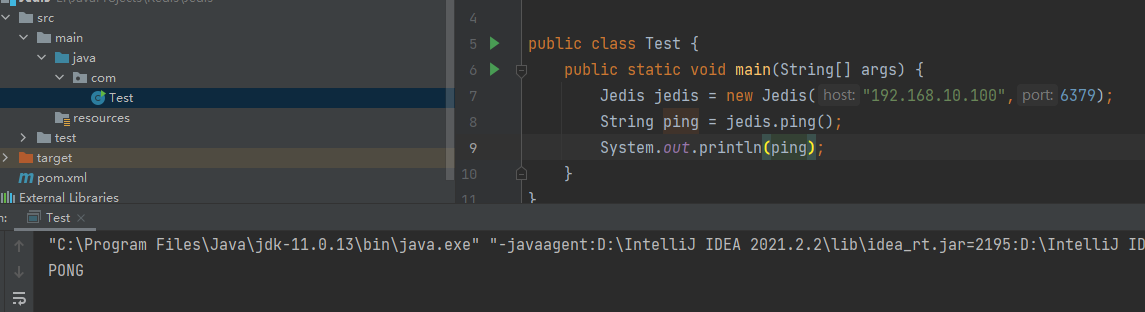 src
main
java
com
Test
resources
test
target
pom.xml
External Libraries
4
5 public class Test {
6 public static void main(String[] args) {
7 Jedis jedis = new Jedis( host: "192.168.10.100", port: 6379);
8 String ping = jedis.ping();
9 System.out.println(ping);
10 }
11 }
Test
"C:\Program Files\Java\jdk-11.0.13\bin\java.exe" "-javaagent:D:\IntelliJ IDEA 2021.2.2\lib\idea_rt.jar=2195:D:\IntelliJ ID
PONG